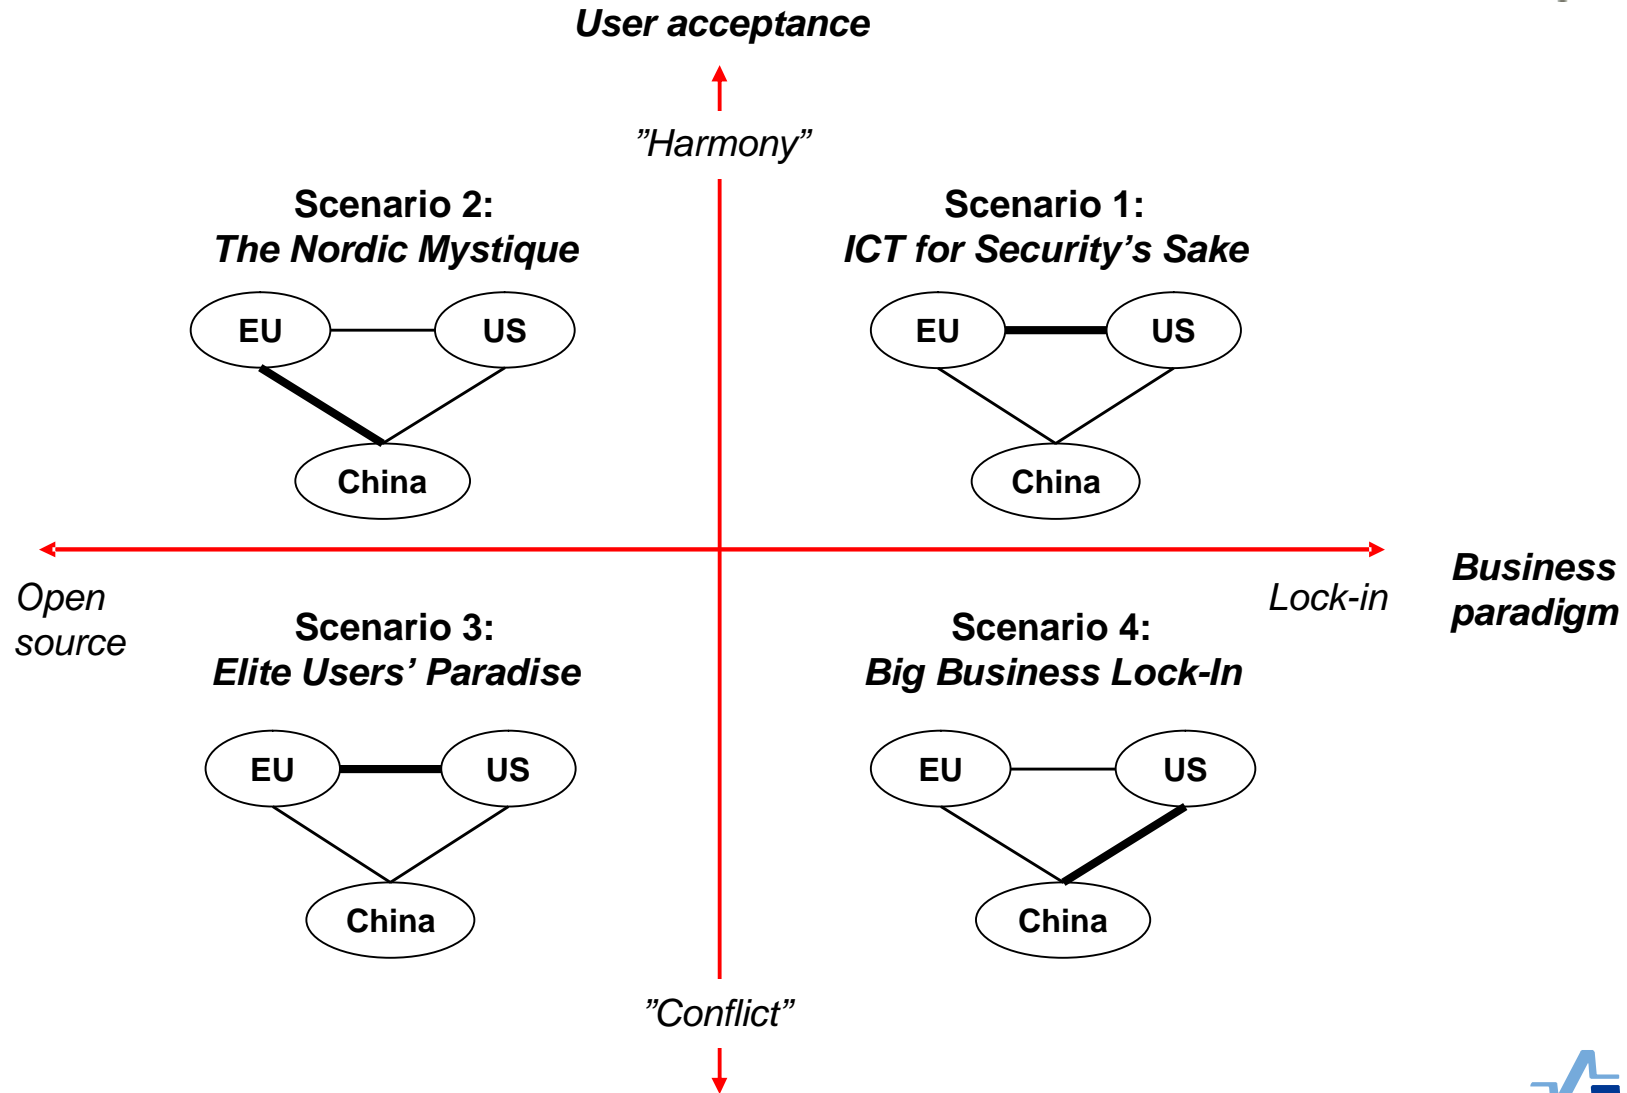 User acceptance
”Harmony”
Scenario 2:
The Nordic Mystique
EU
US
China
Scenario 1:
ICT for Security’s Sake
EU
US
China
Open
source
Lock-in
Business
paradigm
Scenario 3:
Elite Users’ Paradise
EU
US
China
Scenario 4:
Big Business Lock-In
EU
US
China
”Conflict”